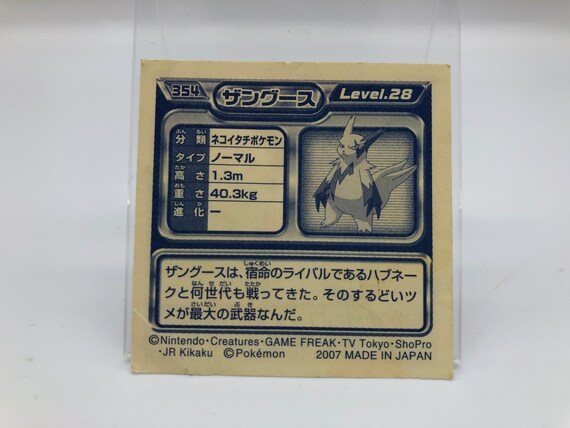 354 ザングース Level.28
分類 ネコイタチポケモン
タイプ ノーマル
高さ 1.3m
重さ 40.3kg
進化 ー
ザングースは、宿命のライバルであるハブネー
クと何世代も戦ってきた。そのするどいツ
メが最大の武器なんだ。
©Nintendo･Creatures･GAME FREAK･TV Tokyo･ShoPro
･JR Kikaku ©Pokémon 2007 MADE IN JAPAN